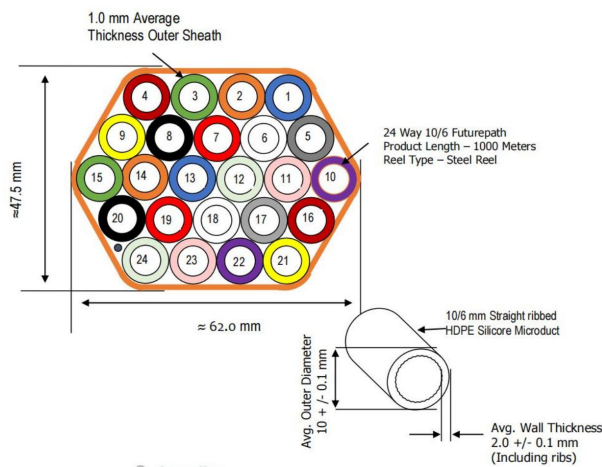 1.0 mm Average
Thickness Outer Sheath
4 3 2 1
9 8 7 6 5
24 Way 10/6 Futurepath
Product Length – 1000 Meters
Reel Type – Steel Reel
15 14 13 12 11 10
20 19 18 17 16
24 23 22 21
≈47.5 mm
≈ 62.0 mm
10/6 mm Straight ribbed
HDPE Silicore Microduct
Avg. Outer Diameter
10 + /- 0.1 mm
Avg. Wall Thickness
2.0 +/- 0.1 mm
(Including ribs)